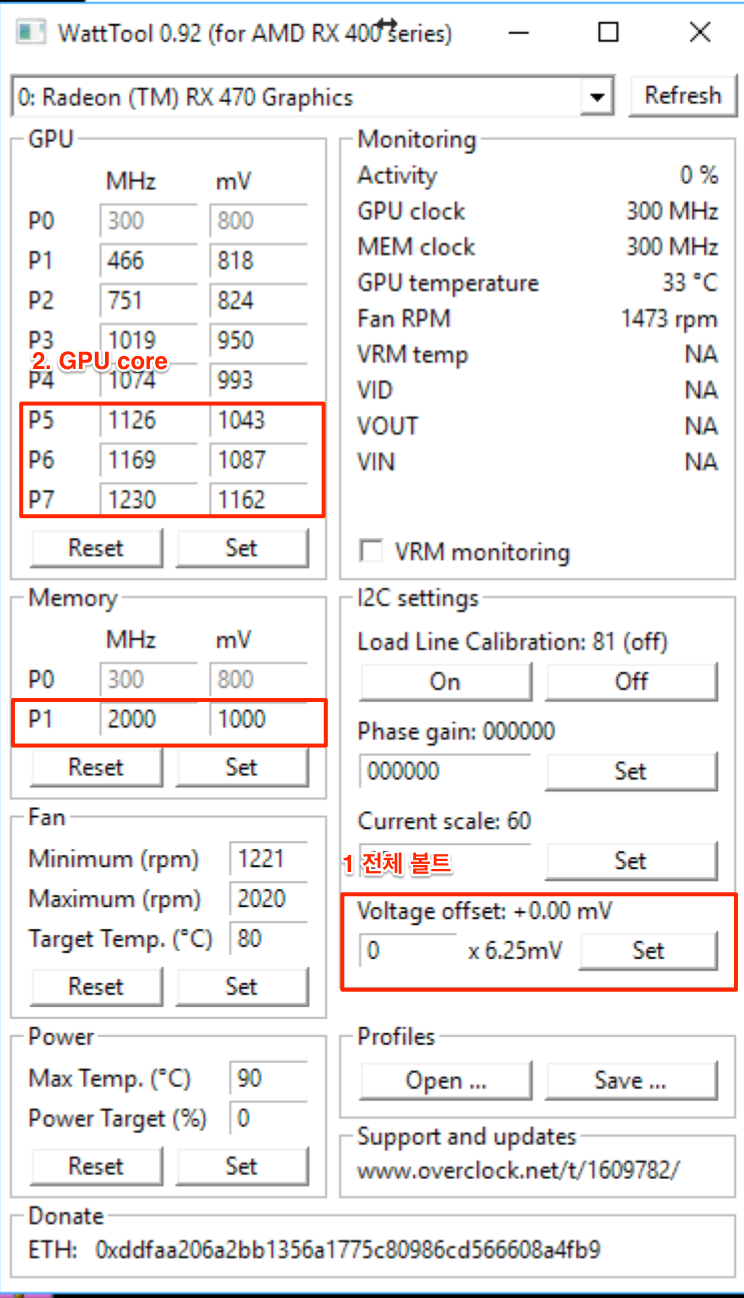 WattTool 0.92 (for AMD RX 400 series)
0: Radeon (TM) RX 470 Graphics
Refresh
GPU
MHz mV
P0 300 800
P1 466 818
P2 751 824
P3 1019 950
2. GPU core
P4 1074 993
P5 1126 1043
P6 1169 1087
P7 1230 1162
Reset Set
Monitoring
Activity 0 %
GPU clock 300 MHz
MEM clock 300 MHz
GPU temperature 33 °C
Fan RPM 1473 rpm
VRM temp NA
VID NA
VOUT NA
VIN NA
VRM monitoring
Memory
MHz mV
P0 300 800
P1 2000 1000
Reset Set
I2C settings
Load Line Calibration: 81 (off)
On Off
Phase gain: 000000
000000 Set
Current scale: 60
1 전체 볼트
Set
Voltage offset: +0.00 mV
0 x 6.25mV Set
Fan
Minimum (rpm) 1221
Maximum (rpm) 2020
Target Temp. (°C) 80
Reset Set
Power
Max Temp. (°C) 90
Power Target (%) 0
Reset Set
Profiles
Open ... Save ...
Support and updates
www.overclock.net/t/1609782/
Donate
ETH: 0xddfaa206a2bb1356a1775c80986cd566608a4fb9